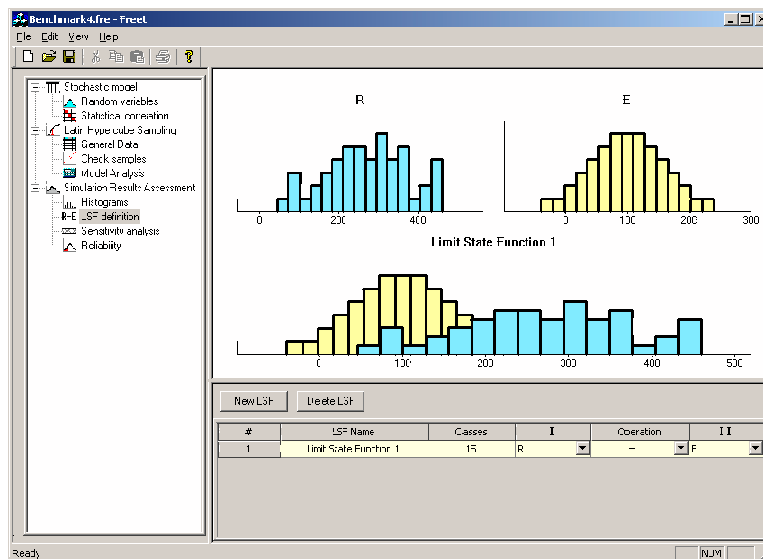 Benchmark4.fre - FreeT
File Edit View Help
Stochastic model
Random variables
Statistical correlation
Latin Hypercube Sampling
General Data
Check samples
Model Analysis
Simulation Results Assessment
Histograms
R-E LSF definition
Sensitivity analysis
Reliability
R
E
0 200 400
0 100 200 300
Limit State Function 1
0 100 200 300 400 500
New LSF Delete LSF
# LSF Name Classes I Operation II
1 Limit State Function 1 15 R - E
Ready
NUM